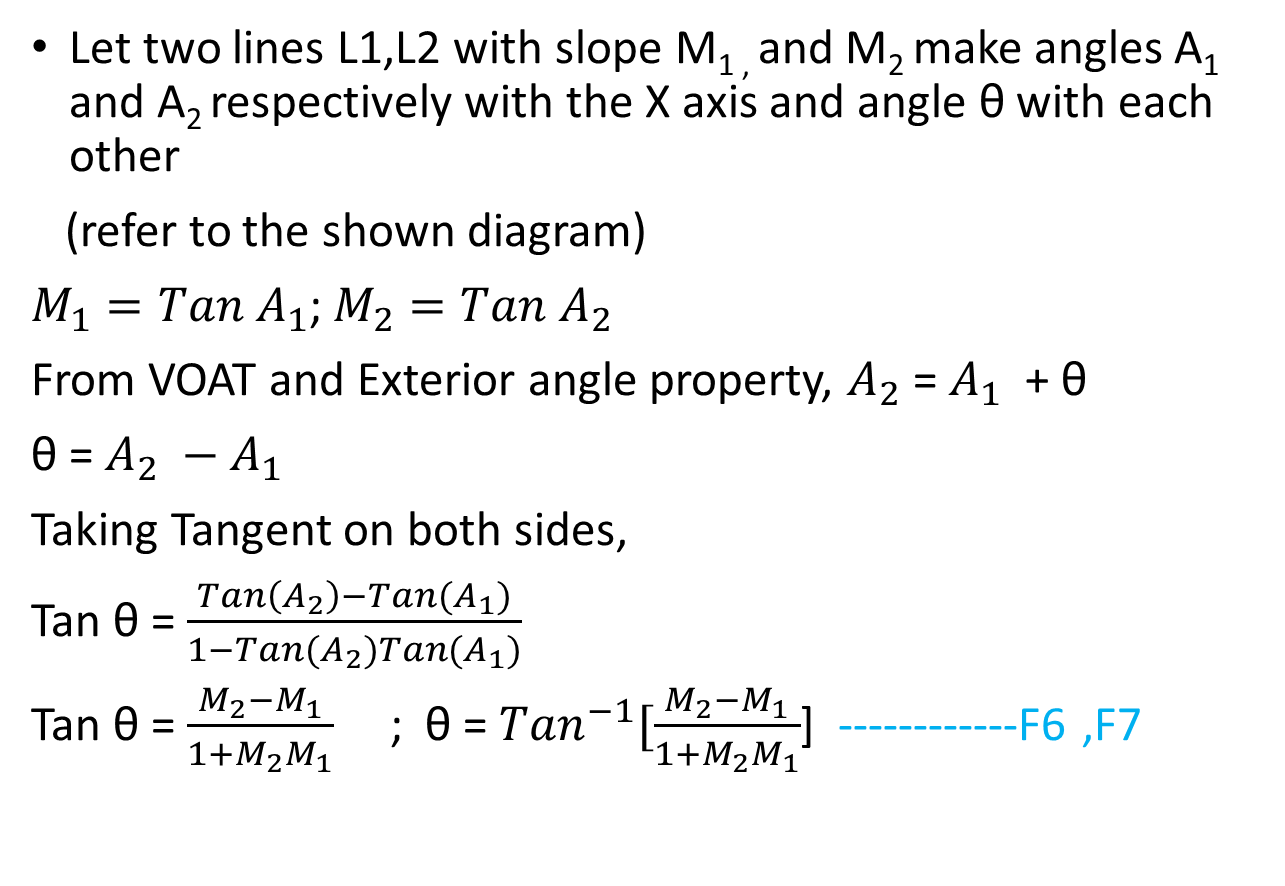 • Let two lines L1,L2 with slope M₁ , and M₂ make angles A₁
and A₂ respectively with the X axis and angle θ with each
other
(refer to the shown diagram)
M₁ = Tan A₁; M₂ = Tan A₂
From VOAT and Exterior angle property, A₂ = A₁ + θ
θ = A₂ − A₁
Taking Tangent on both sides,
Tan θ = \frac{Tan(A₂)−Tan(A₁)}{1−Tan(A₂)Tan(A₁)}
Tan θ = \frac{M₂−M₁}{1+M₂M₁} ; θ = Tan⁻¹[\frac{M₂−M₁}{1+M₂M₁}] ------------F6 ,F7